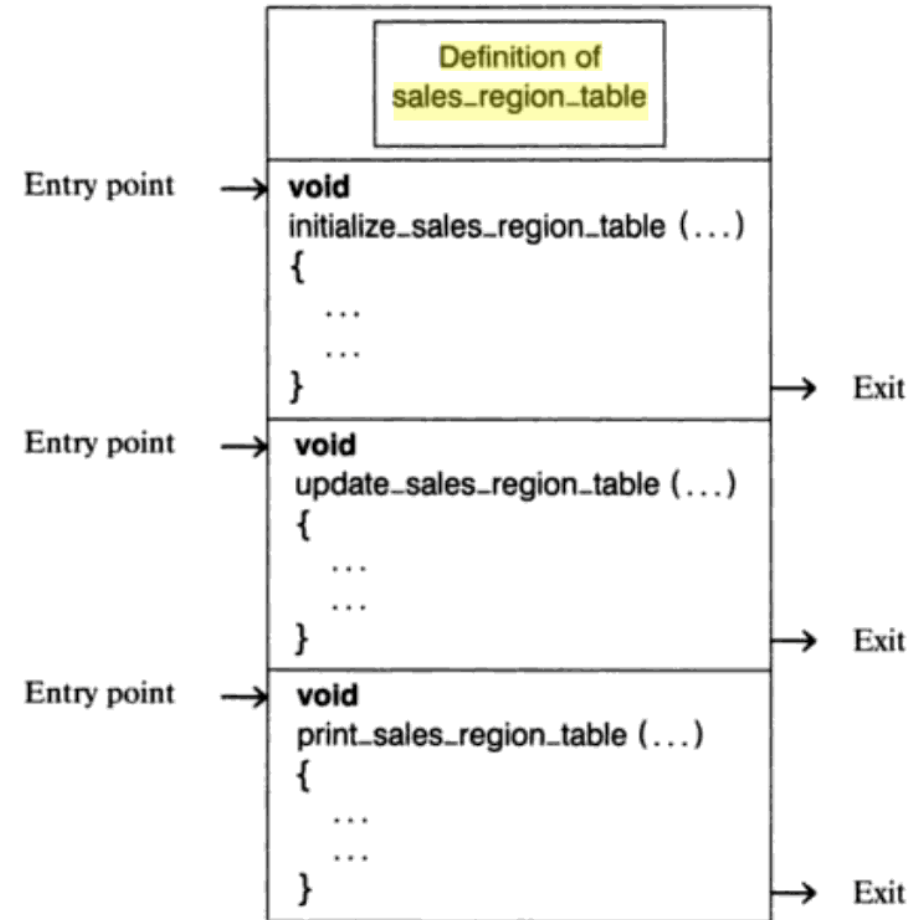 Definition of
sales_region_table
Entry point
void
initialize_sales_region_table (...)
{
...
...
}
Exit
Entry point
void
update_sales_region_table (...)
{
...
...
}
Exit
Entry point
void
print_sales_region_table (...)
{
...
...
}
Exit